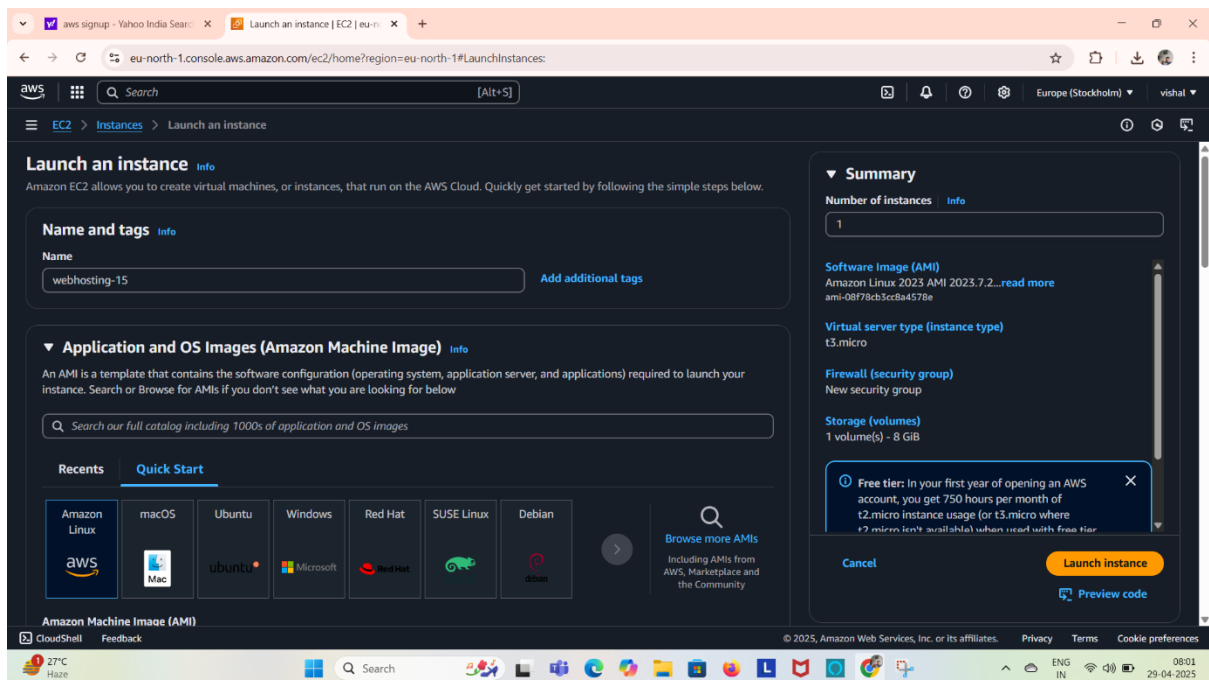 aws signup - Yahoo India Searc
Launch an instance | EC2 | eu-n
eu-north-1.console.aws.amazon.com/ec2/home?region=eu-north-1#LaunchInstances:
aws
Search
[Alt+S]
Europe (Stockholm)
vishal
EC2 > Instances > Launch an instance
Launch an instance Info
Amazon EC2 allows you to create virtual machines, or instances, that run on the AWS Cloud. Quickly get started by following the simple steps below.
Name and tags Info
Name
webhosting-15
Add additional tags
Application and OS Images (Amazon Machine Image) Info
An AMI is a template that contains the software configuration (operating system, application server, and applications) required to launch your
instance. Search or Browse for AMIs if you don't see what you are looking for below
Search our full catalog including 1000s of application and OS images
Recents
Quick Start
Amazon
Linux
aws
macOS
Mac
Ubuntu
ubuntu
Windows
Microsoft
Red Hat
Red Hat
SUSE Linux
Debian
debian
Browse more AMIs
Including AMIs from
AWS, Marketplace and
the Community
Amazon Machine Image (AMI)
Summary
Number of instances Info
1
Software Image (AMI)
Amazon Linux 2023 AMI 2023.7.2...read more
ami-08f78cb3cc8a4578e
Virtual server type (instance type)
t3.micro
Firewall (security group)
New security group
Storage (volumes)
1 volume(s) - 8 GiB
Free tier: In your first year of opening an AWS
account, you get 750 hours per month of
t2.micro instance usage (or t3.micro where
t2.micro isn't available) when used with free tier
Cancel
Launch instance
Preview code
CloudShell
Feedback
© 2025, Amazon Web Services, Inc. or its affiliates.
Privacy
Terms
Cookie preferences
1
27°C
Haze
Search
L
ENG
IN
08:01
29-04-2025